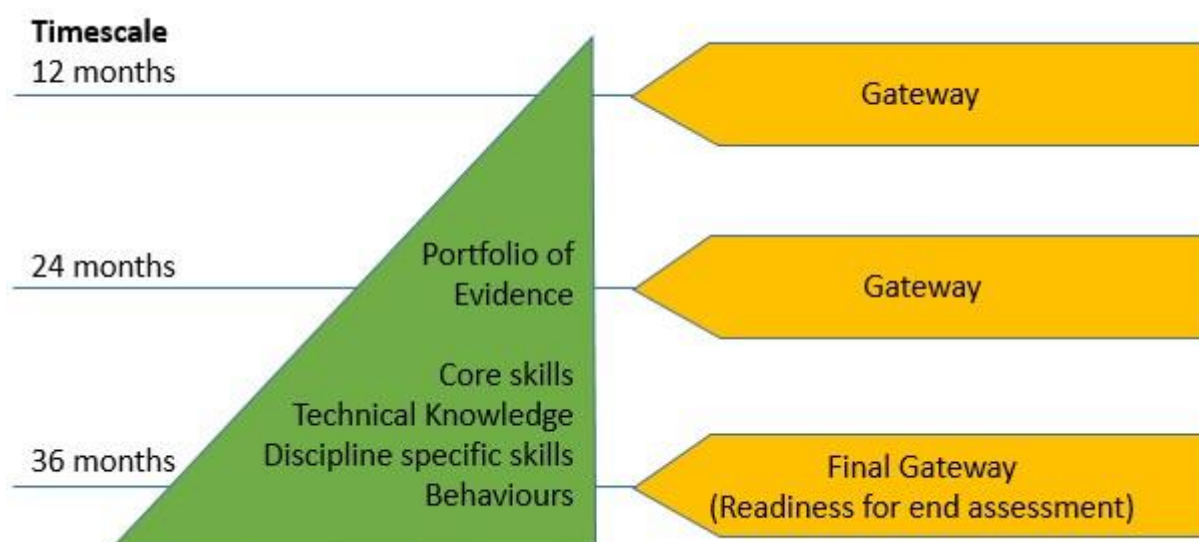 Timescale
12 months
Gateway
Portfolio of
Evidence
24 months
Gateway
Core skills
Technical Knowledge
Discipline specific skills
Behaviours
36 months
Final Gateway
(Readiness for end assessment)